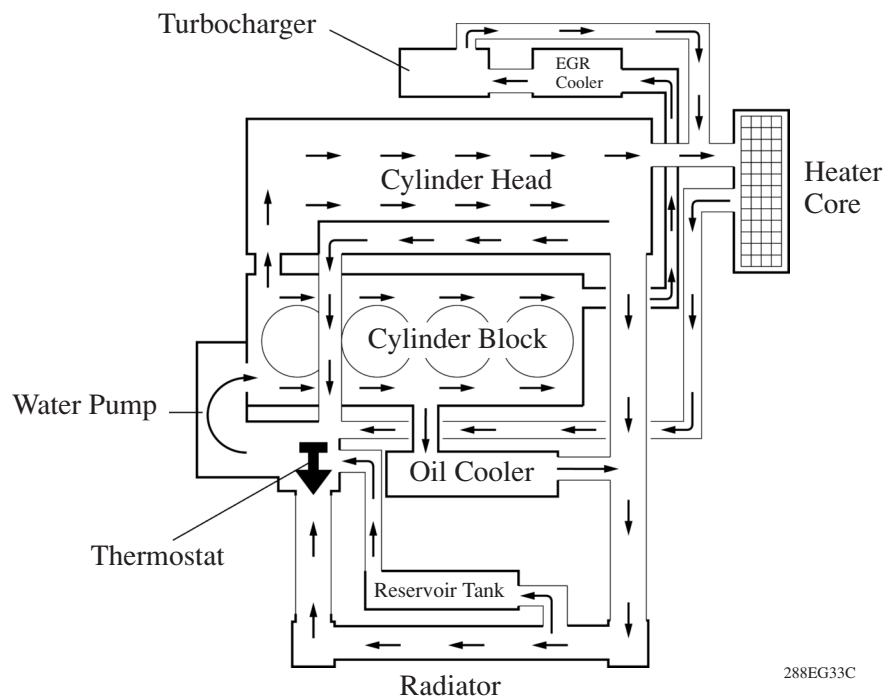 Turbocharger
EGR
Cooler
Cylinder Head
Heater
Core
Cylinder Block
Water Pump
Oil Cooler
Thermostat
Reservoir Tank
Radiator
288EG33C